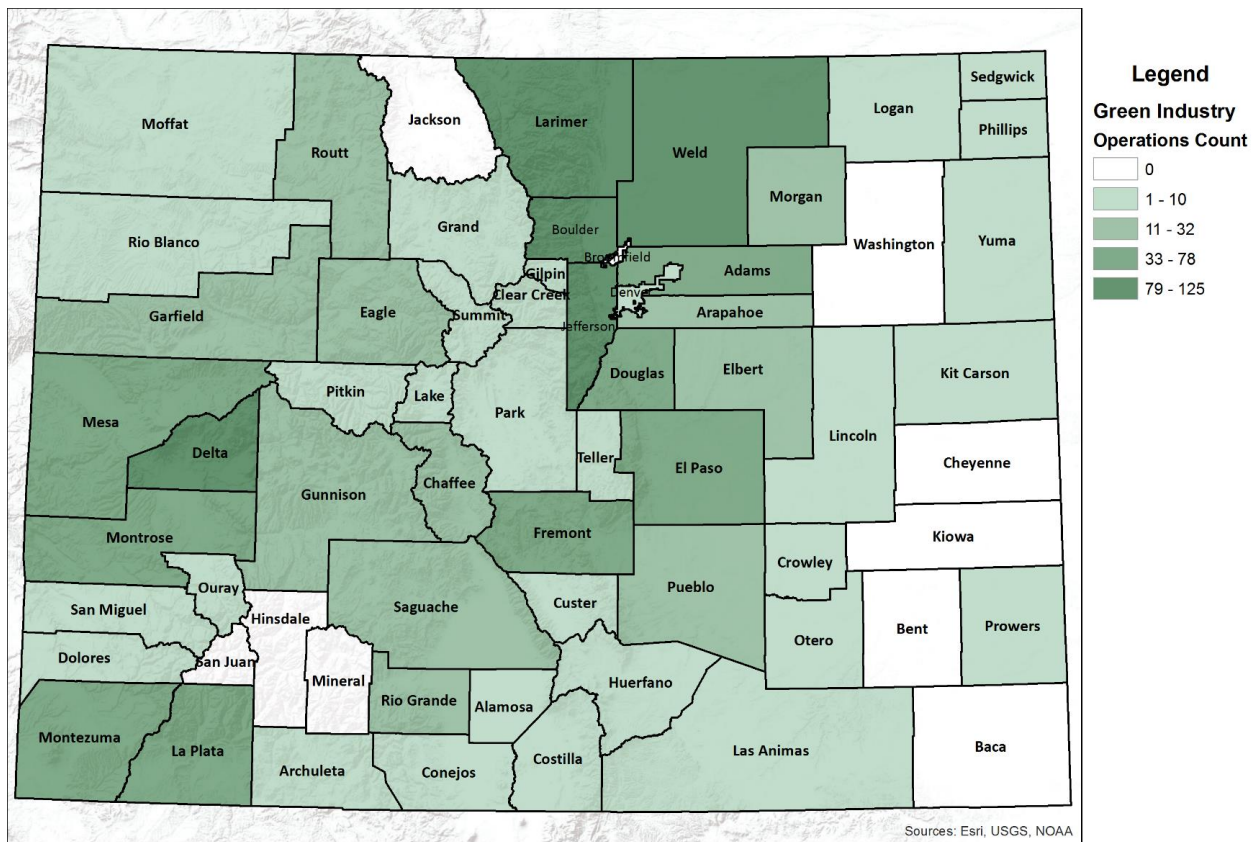 Legend
Green Industry
Operations Count
0
1 - 10
11 - 32
33 - 78
79 - 125
Moffat
Routt
Jackson
Larimer
Weld
Logan
Sedgwick
Phillips
Morgan
Washington
Yuma
Rio Blanco
Grand
Boulder
Broomfield
Gilpin
Clear Creek
Adams
Denver
Arapahoe
Garfield
Eagle
Summit
Jefferson
Douglas
Elbert
Kit Carson
Mesa
Pitkin
Lake
Park
Teller
Lincoln
Delta
Gunnison
Chaffee
El Paso
Cheyenne
Montrose
Fremont
Kiowa
Ouray
Crowley
San Miguel
Hinsdale
Saguache
Custer
Pueblo
Otero
Bent
Prowers
Dolores
San Juan
Mineral
Rio Grande
Alamosa
Huerfano
Montezuma
La Plata
Archuleta
Conejos
Costilla
Las Animas
Baca
Sources: Esri, USGS, NOAA